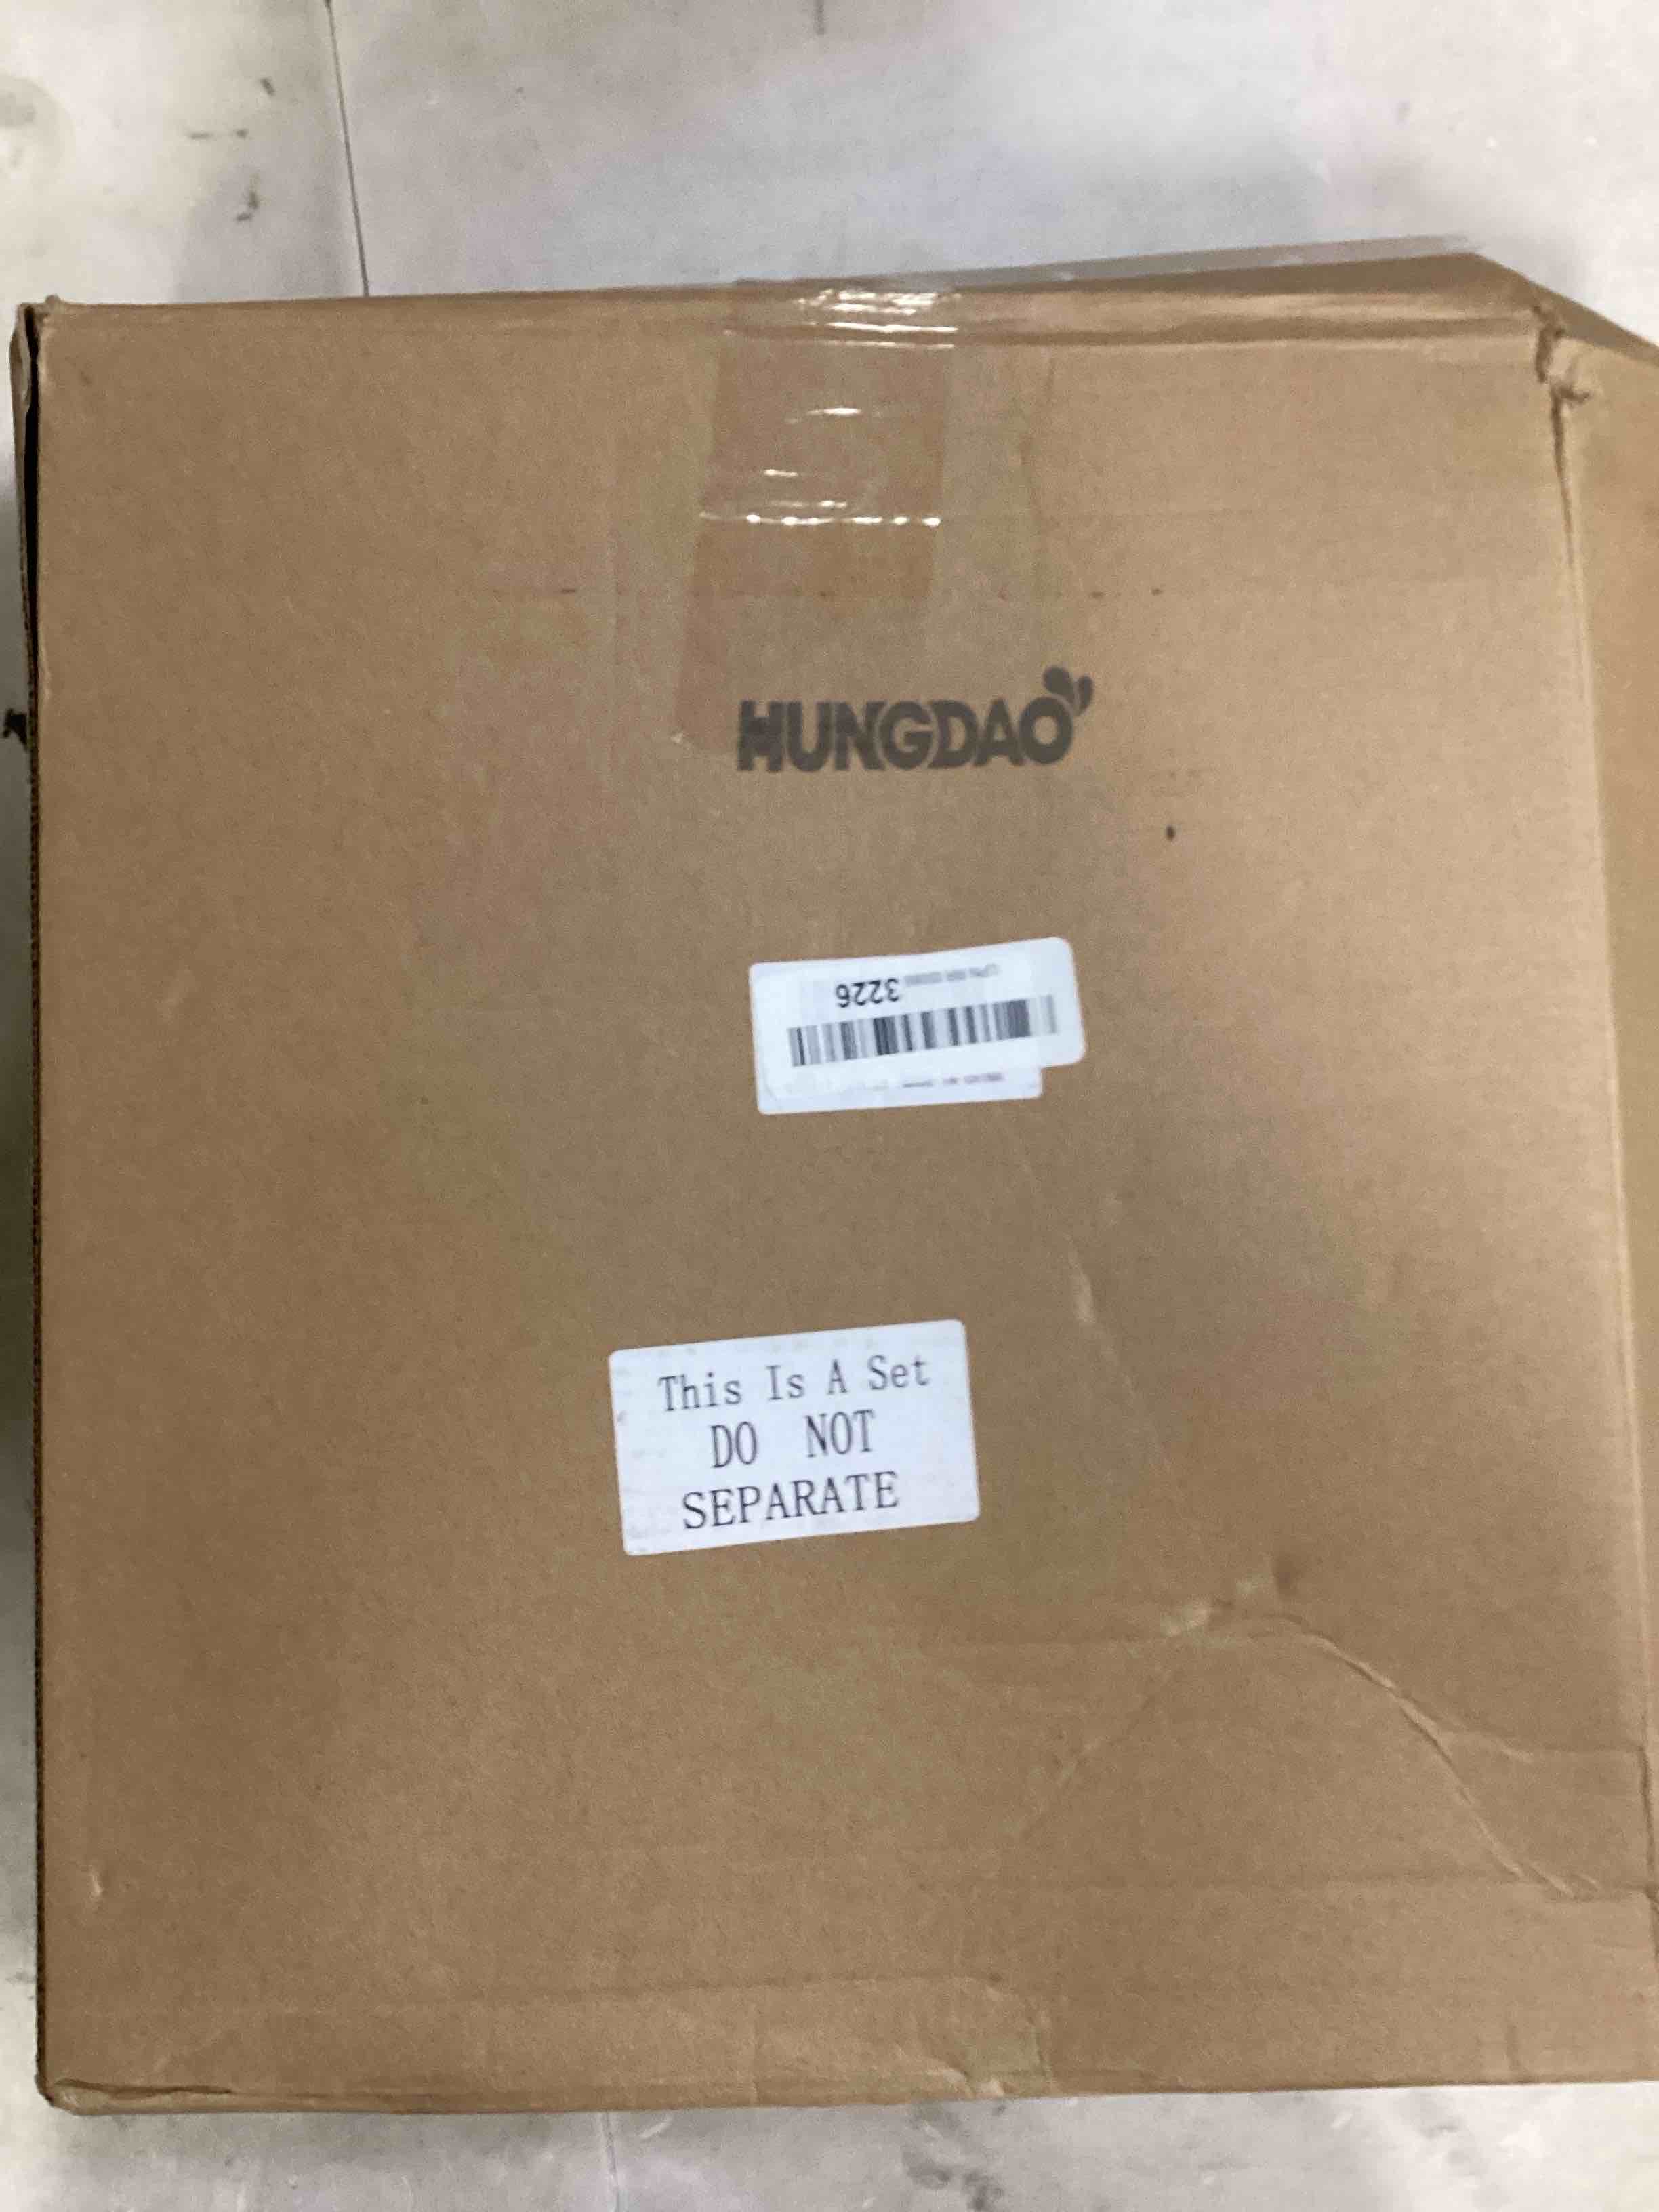 HUNGDAO
3226
This Is A Set
DO NOT
SEPARATE